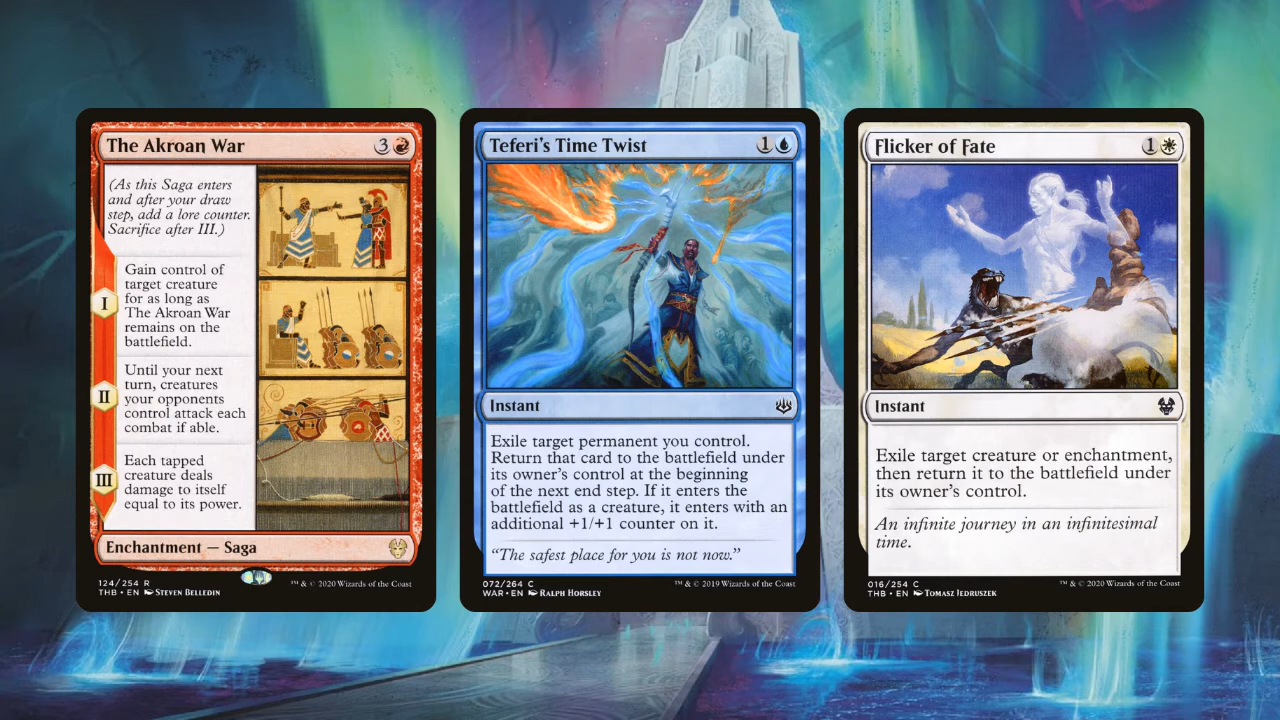 The Akroan War
3
(As this Saga enters
and after your draw
step, add a lore counter.
Sacrifice after III.)
I
Gain control of
target creature
for as long as
The Akroan War
remains on the
battlefield.
II
Until your next
turn, creatures
your opponents
control attack each
combat if able.
III
Each tapped
creature deals
damage to itself
equal to its power.
Enchantment — Saga
124/254 R
THB • EN Steven Belledin
™ & © 2020 Wizards of the Coast
Teferi's Time Twist
1
Instant
Exile target permanent you control.
Return that card to the battlefield under
its owner's control at the beginning
of the next end step. If it enters the
battlefield as a creature, it enters with an
additional +1/+1 counter on it.
“The safest place for you is not now.”
072/264 C
WAR • EN Ralph Horsley
™ & © 2019 Wizards of the Coast
Flicker of Fate
1
Instant
Exile target creature or enchantment,
then return it to the battlefield under
its owner's control.
An infinite journey in an infinitesimal
time.
016/254 C
THB • EN Tomasz Jedruszek
™ & © 2020 Wizards of the Coast